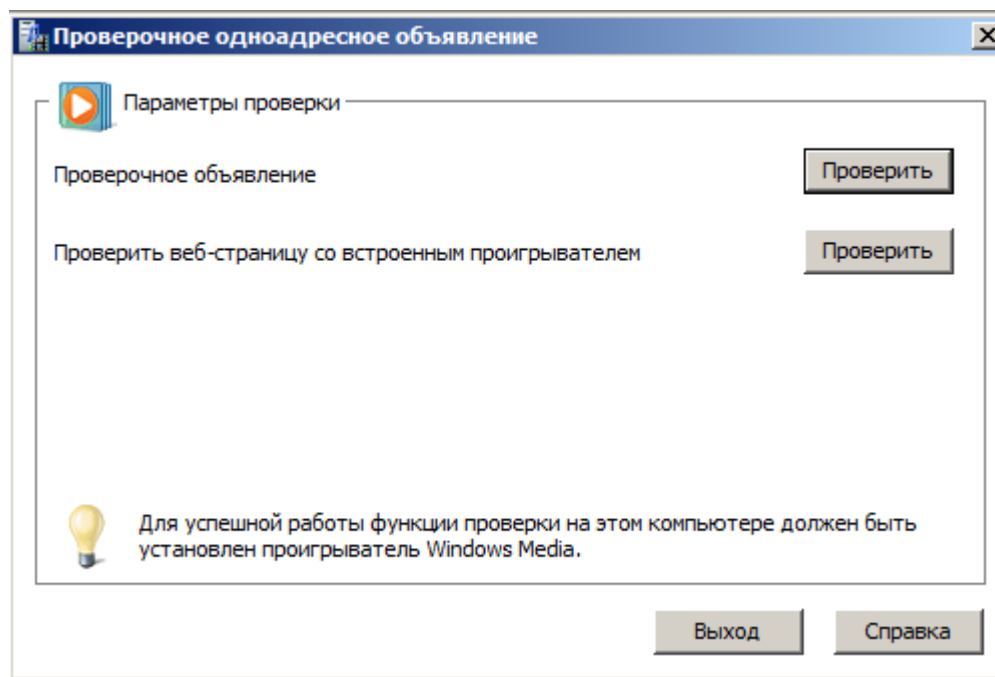 Проверочное одноадресное объявление
Параметры проверки
Проверочное объявление
Проверить
Проверить веб-страницу со встроенным проигрывателем
Проверить
Для успешной работы функции проверки на этом компьютере должен быть
установлен проигрыватель Windows Media.
Выход
Справка